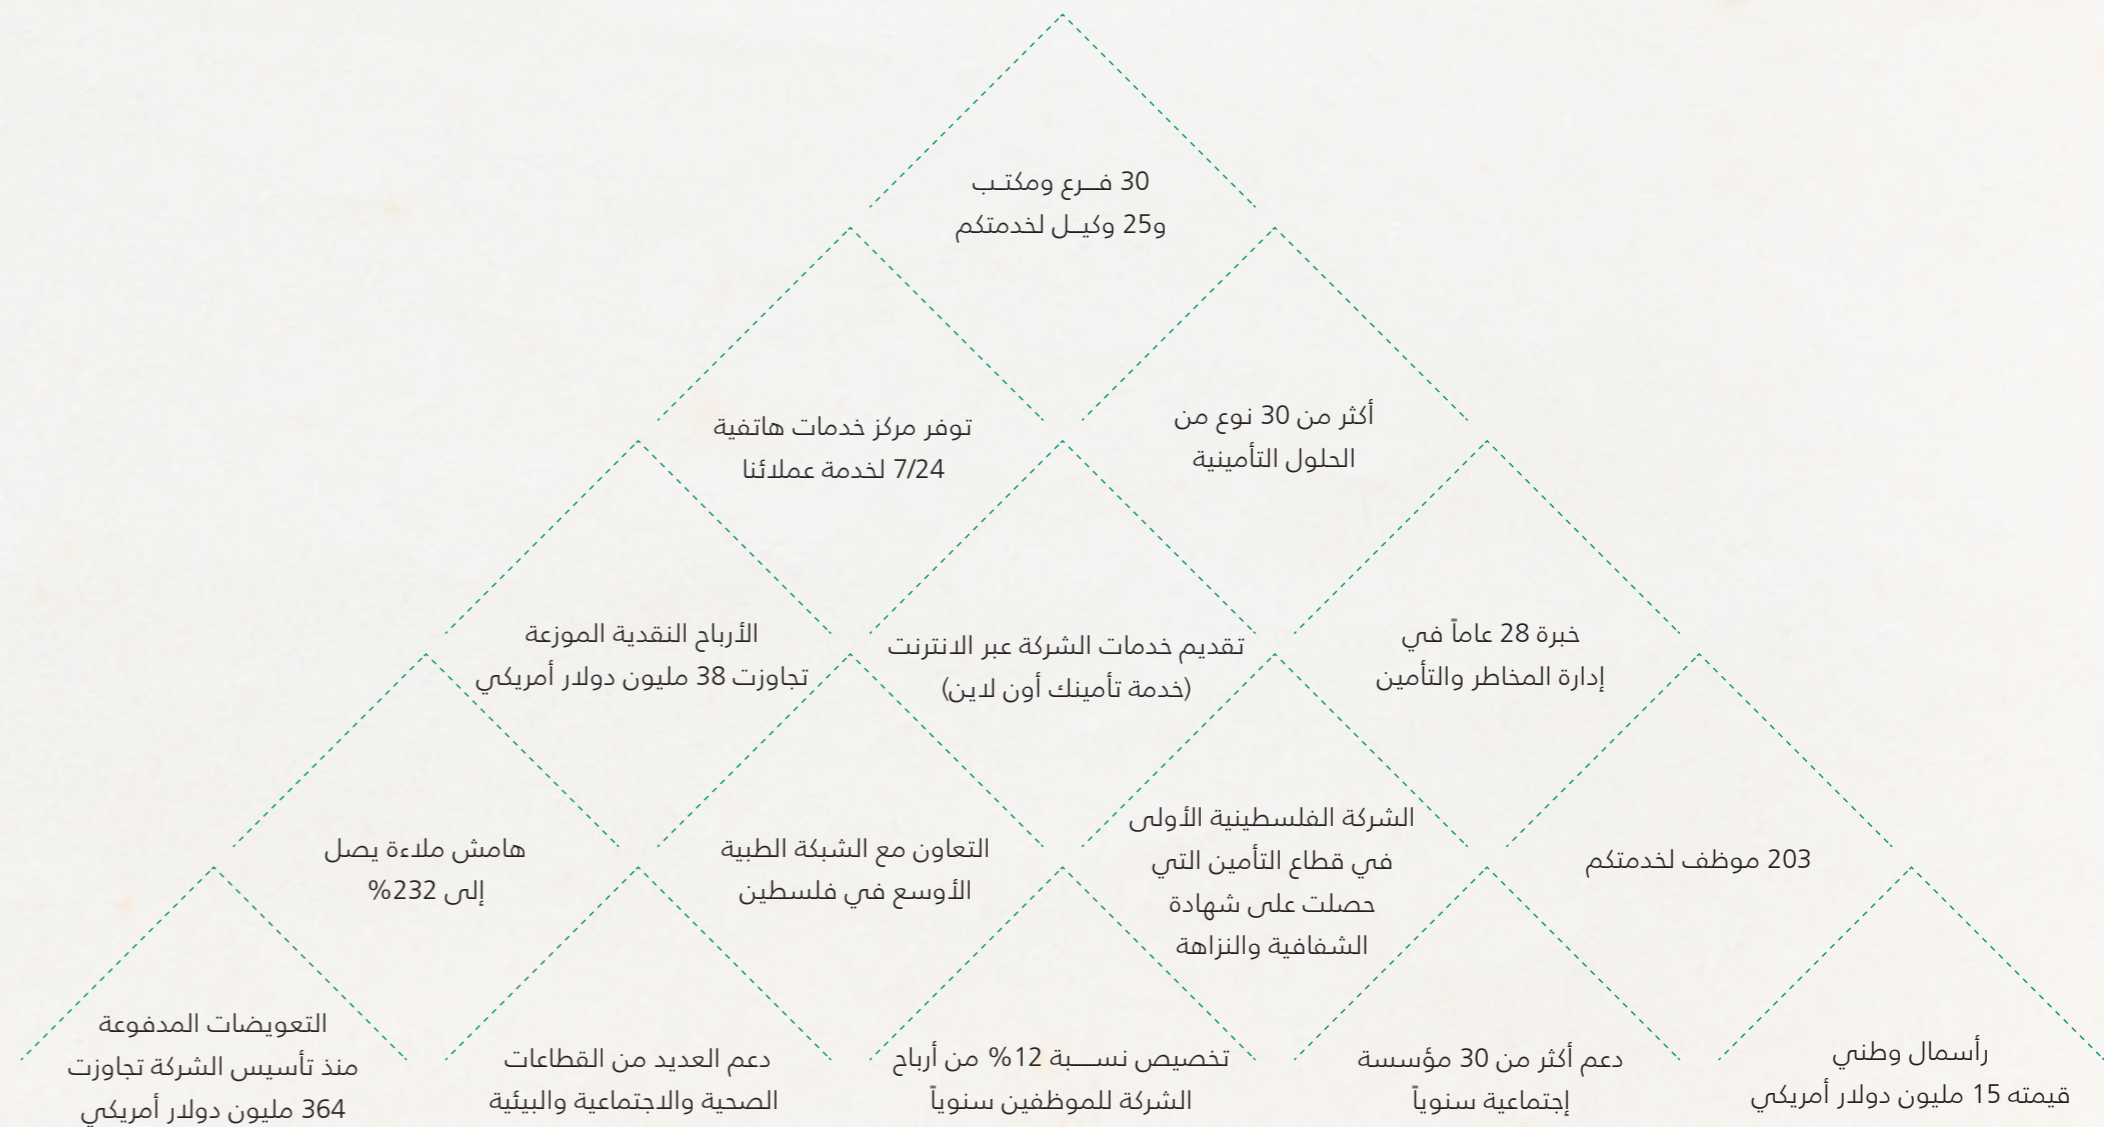 30 فـــرع ومكتــب
و25 وكيــل لخدمتكم
أكثر من 30 نوع من
الحلول التأمينية
توفر مركز خدمات هاتفية
7/24 لخدمة عملائنا
خبرة 28 عاماً في
إدارة المخاطر والتأمين
تقديم خدمات الشركة عبر الانترنت
(خدمة تأمينك أون لاين)
الأرباح النقدية الموزعة
تجاوزت 38 مليون دولار أمريكي
203 موظف لخدمتكم
الشركة الفلسطينية الأولى
في قطاع التأمين التي
حصلت على شهادة
الشفافية والنزاهة
التعاون مع الشبكة الطبية
الأوسع في فلسطين
هامش ملاءة يصل
إلى 232%
رأسمال وطني
قيمته 15 مليون دولار أمريكي
دعم أكثر من 30 مؤسسة
إجتماعية سنوياً
تخصيص نســـبة 12% من أرباح
الشركة للموظفين سنوياً
دعم العديد من القطاعات
الصحية والاجتماعية والبيئية
التعويضات المدفوعة
منذ تأسيس الشركة تجاوزت
364 مليون دولار أمريكي